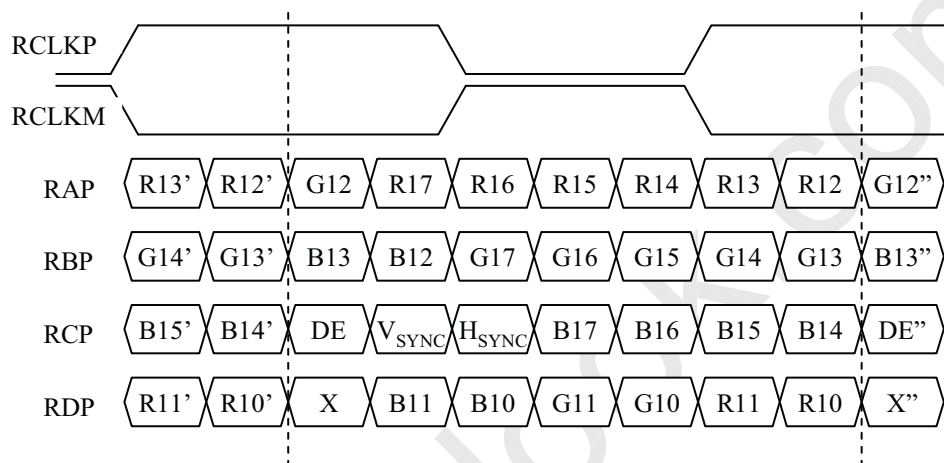 RCLKP
RCLKM
RAP R13’ R12’ G12 R17 R16 R15 R14 R13 R12 G12”
RBP G14’ G13’ B13 B12 G17 G16 G15 G14 G13 B13”
RCP B15’ B14’ DE VSYNC HSYNC B17 B16 B15 B14 DE”
RDP R11’ R10’ X B11 B10 G11 G10 R11 R10 X”